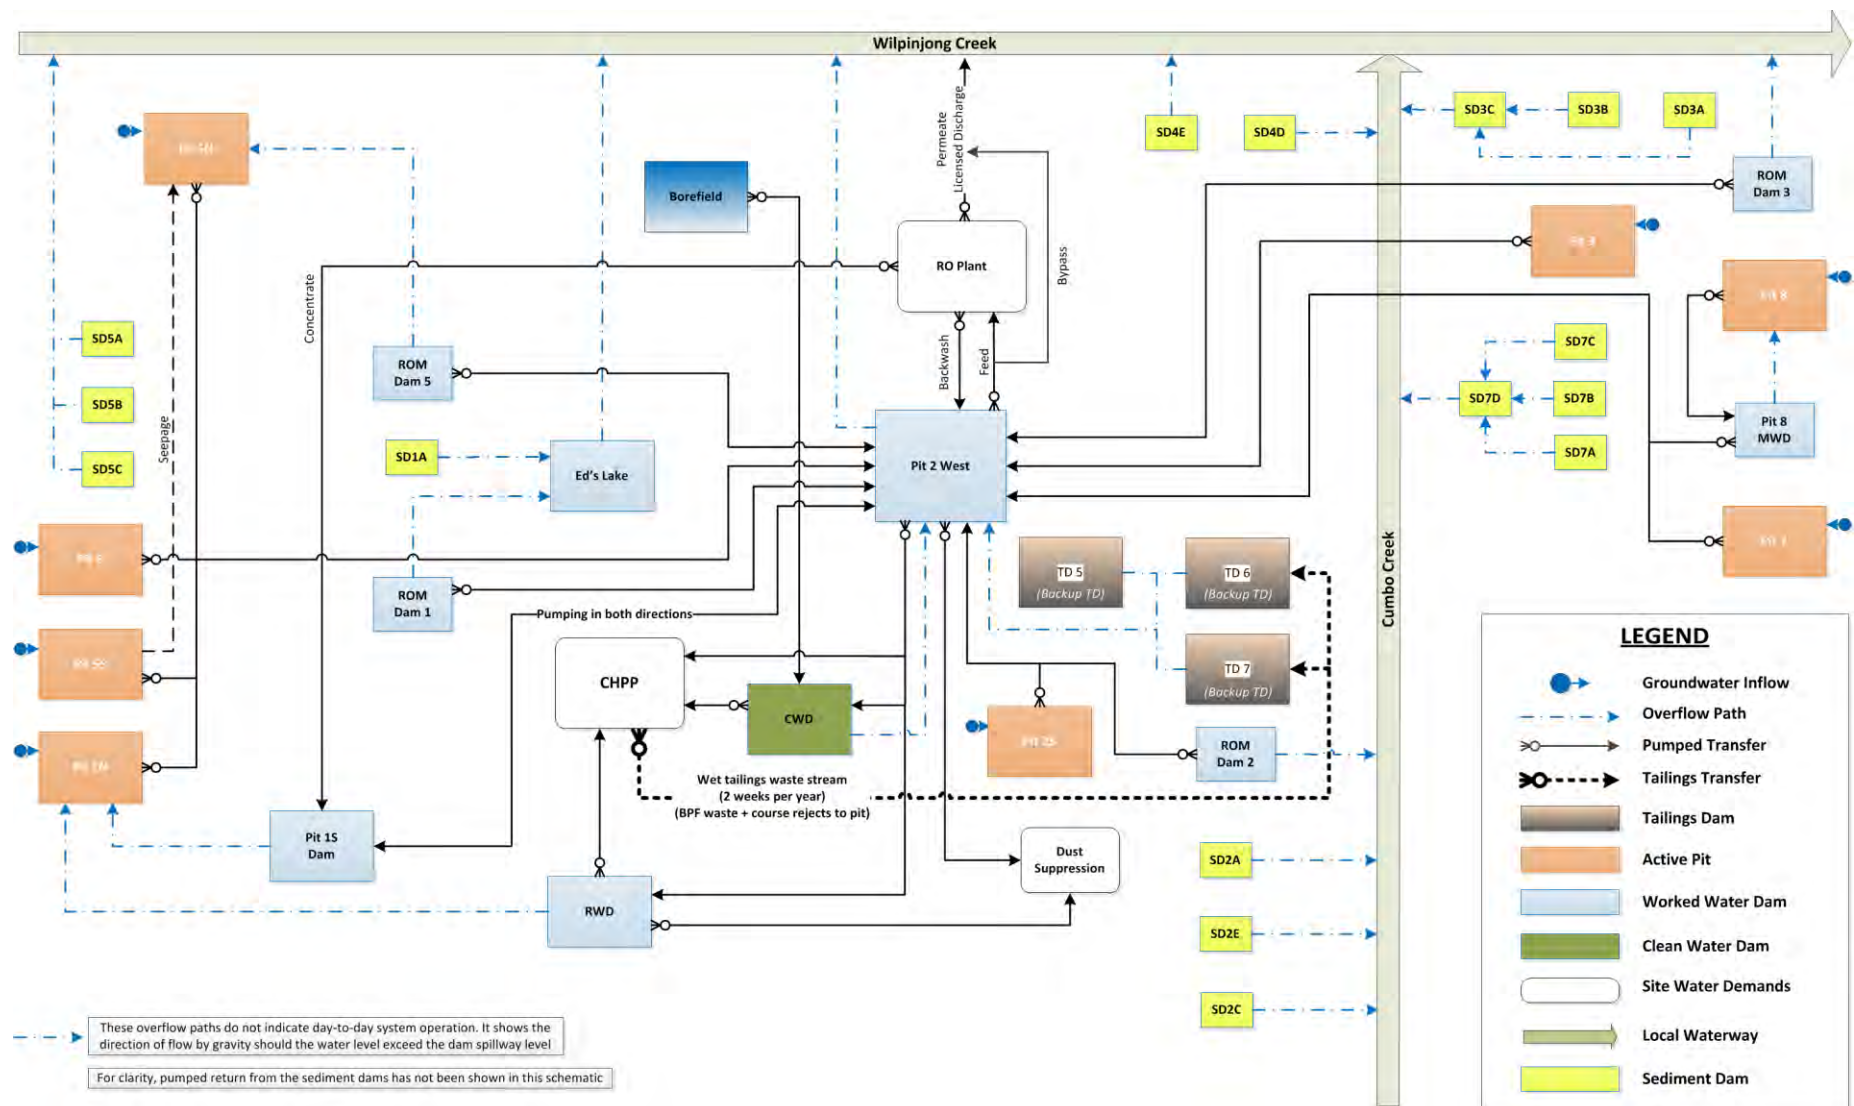 Wilpinjong Creek
SD3C
SD3B
SD3A
SD4E
SD4D
Permeate
Licensed Discharge
ROM
Dam 3
Borefield
RO Plant
Bypass
Concentrate
Backwash
Feed
SD5A
SD5B
SD5C
Seepage
ROM
Dam 5
SD1A
Ed's Lake
Pit 2 West
SD7C
SD7D
SD7B
SD7A
Pit 8
Pit 8
MWD
ROM
Dam 1
Pumping in both directions
TD 5
(Backup TD)
TD 6
(Backup TD)
TD 7
(Backup TD)
Cumbo Creek
CHPP
CWD
ROM
Dam 2
Wet tailings waste stream
(2 weeks per year)
(BPF waste + course rejects to pit)
Pit 1S
Dam
RWD
Dust
Suppression
SD2A
SD2E
SD2C
These overflow paths do not indicate day-to-day system operation. It shows the
direction of flow by gravity should the water level exceed the dam spillway level
For clarity, pumped return from the sediment dams has not been shown in this schematic
LEGEND
Groundwater Inflow
Overflow Path
Pumped Transfer
Tailings Transfer
Tailings Dam
Active Pit
Worked Water Dam
Clean Water Dam
Site Water Demands
Local Waterway
Sediment Dam